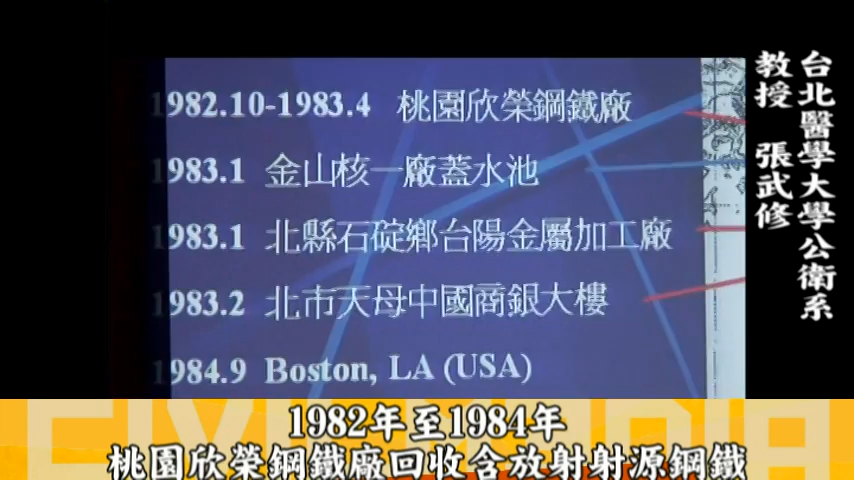 1982.10-1983.4 桃園欣榮鋼鐵廠
1983.1 金山核一廠蓋水池
1983.1 北縣石碇鄉台陽金屬加工廠
1983.2 北市天母中國商銀大樓
1984.9 Boston, LA (USA)
台北醫學大學公衛系
教授 張武修
CIVILMEDIA
1982年至1984年
桃園欣榮鋼鐵廠回收含放射射源鋼鐵